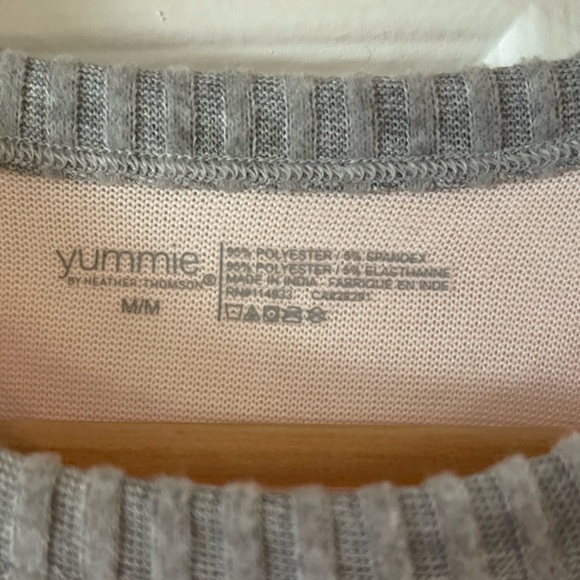 yummie®
BY HEATHER THOMSON
M/M
POLYESTER / SPANDEX
POLYESTER / ELASTHANNE
MADE IN INDIA / FABRIQUÉ EN INDE